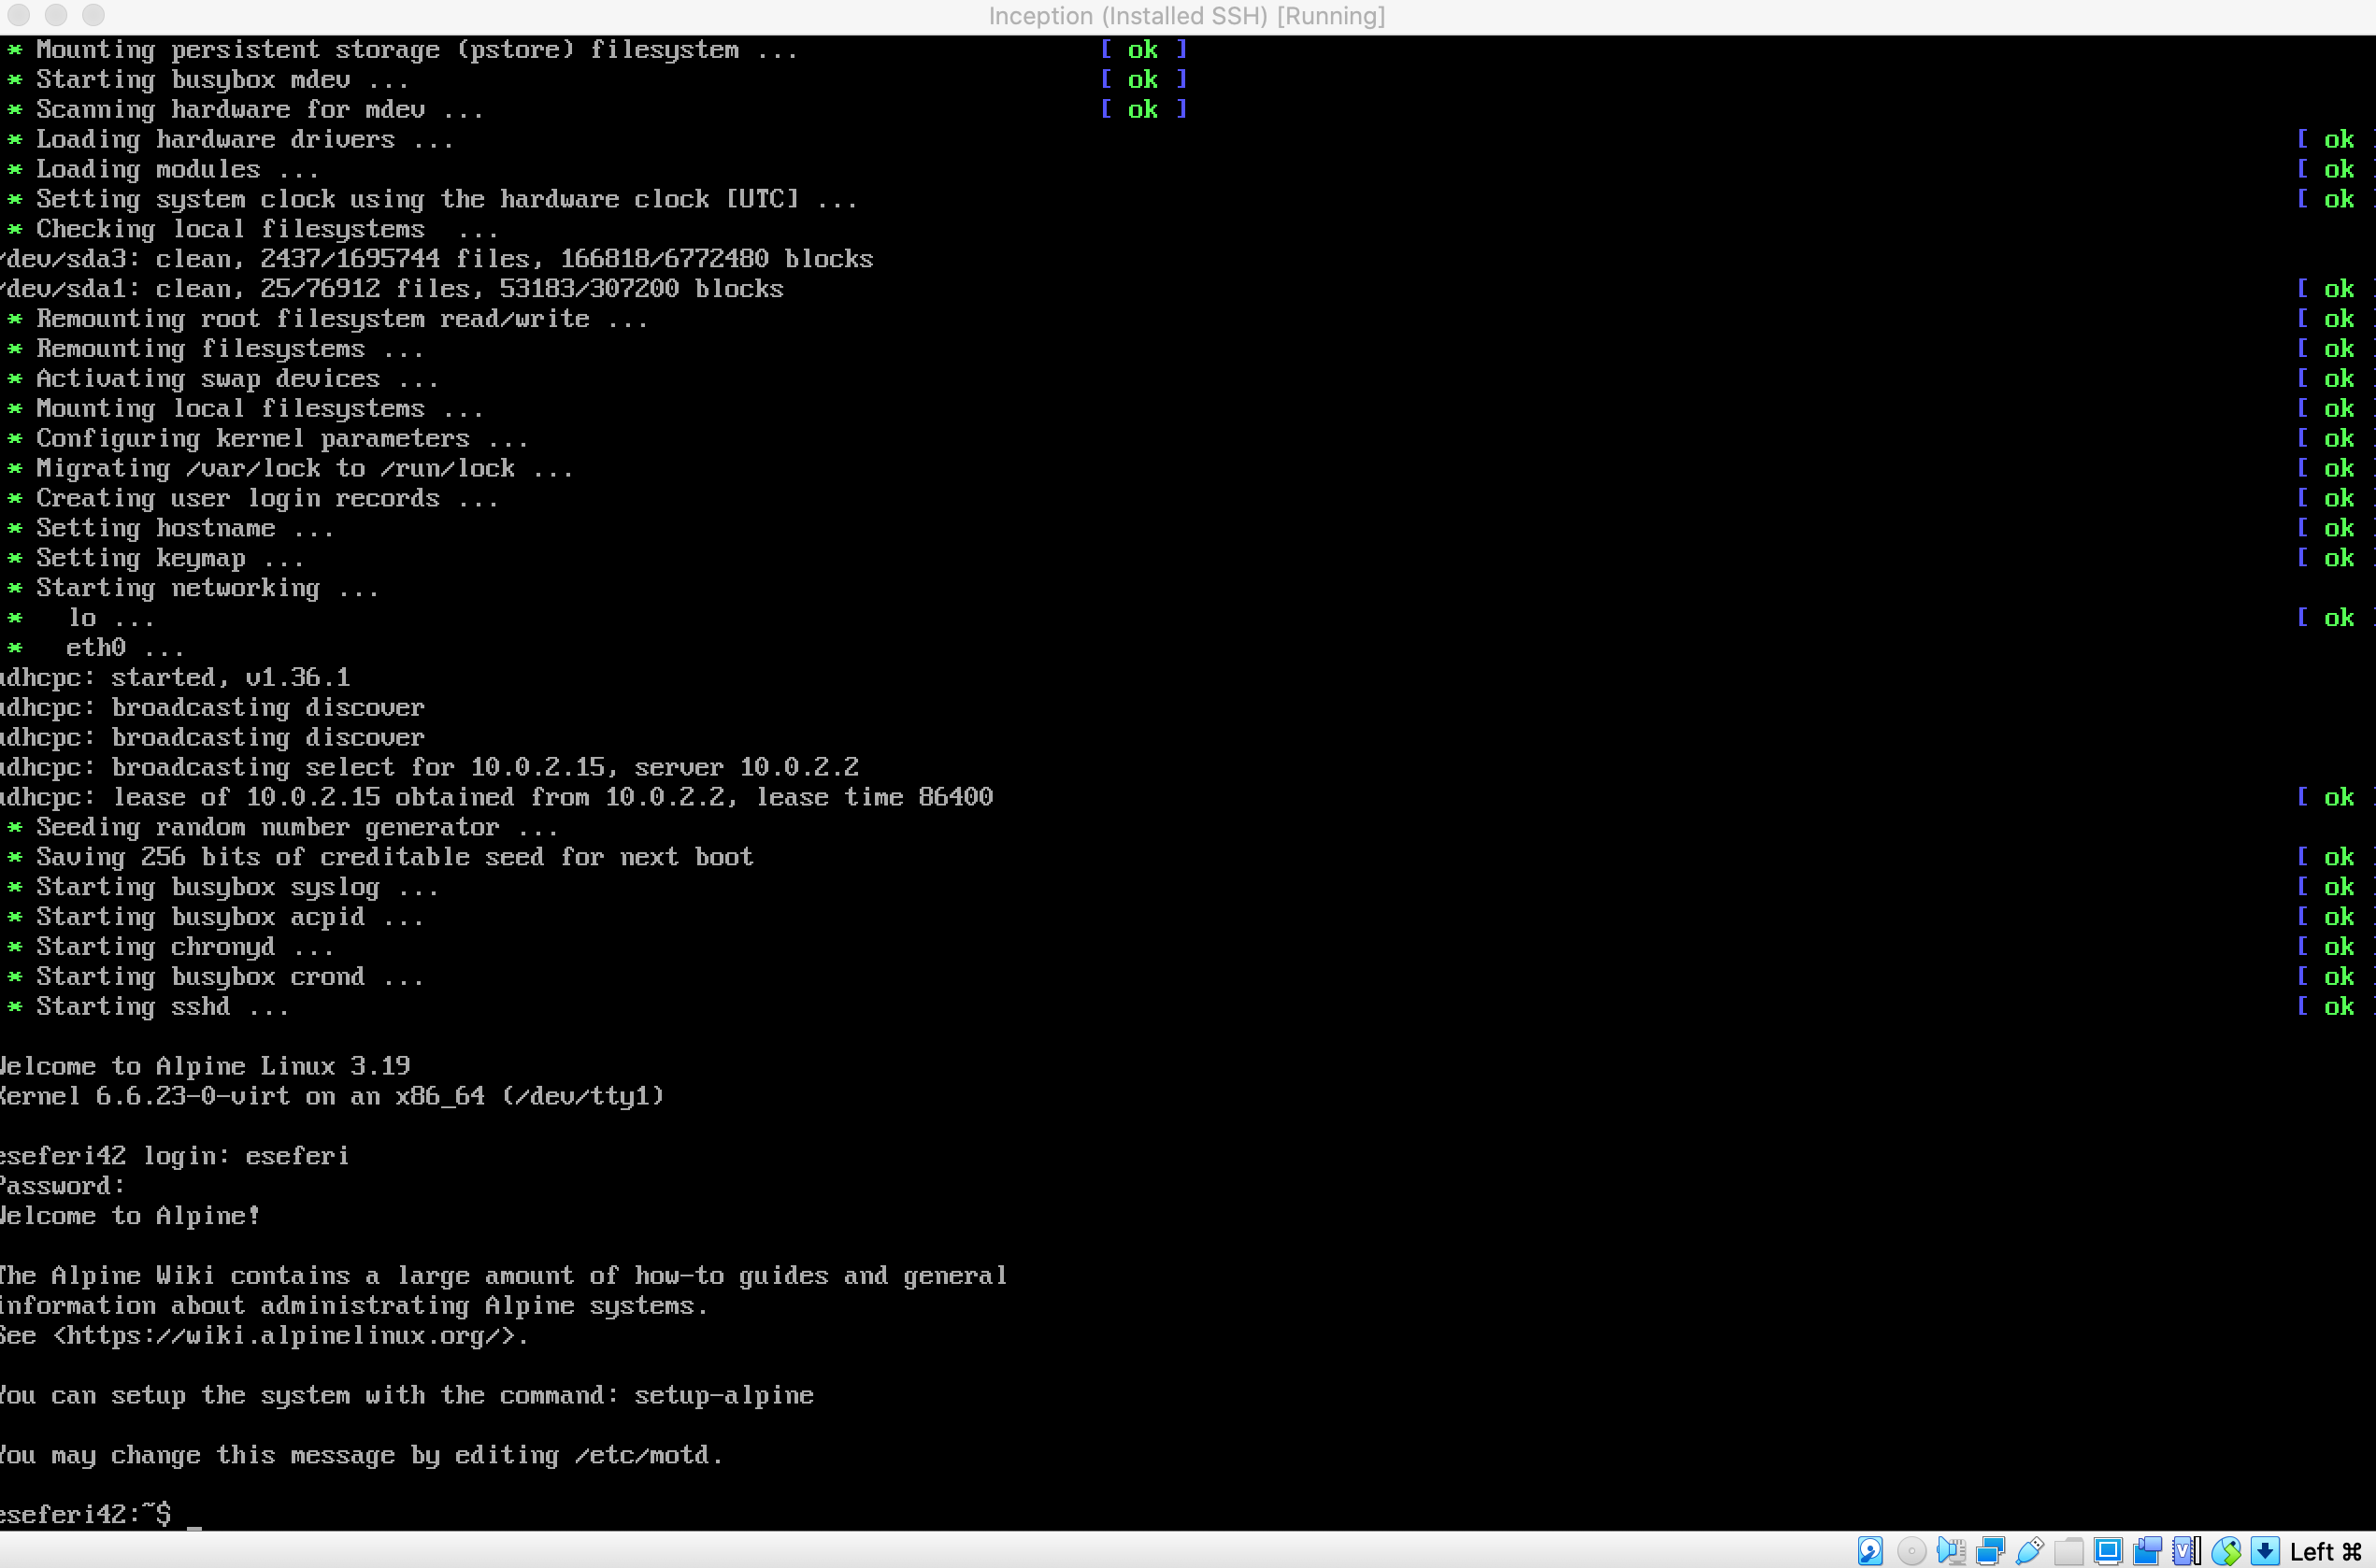 Inception (Installed SSH) [Running]
* Mounting persistent storage (pstore) filesystem ... [ ok ]
* Starting busybox mdev ... [ ok ]
* Scanning hardware for mdev ... [ ok ]
* Loading hardware drivers ... [ ok ]
* Loading modules ... [ ok ]
* Setting system clock using the hardware clock [UTC] ... [ ok ]
* Checking local filesystems  ...
/dev/sda3: clean, 2437/1695744 files, 166818/6772480 blocks
/dev/sda1: clean, 25/76912 files, 53183/307200 blocks [ ok ]
* Remounting root filesystem read/write ... [ ok ]
* Remounting filesystems ... [ ok ]
* Activating swap devices ... [ ok ]
* Mounting local filesystems ... [ ok ]
* Configuring kernel parameters ... [ ok ]
* Migrating /var/lock to /run/lock ... [ ok ]
* Creating user login records ... [ ok ]
* Setting hostname ... [ ok ]
* Setting keymap ... [ ok ]
* Starting networking ...
*   lo ... [ ok ]
*   eth0 ...
udhcpc: started, v1.36.1
udhcpc: broadcasting discover
udhcpc: broadcasting discover
udhcpc: broadcasting select for 10.0.2.15, server 10.0.2.2
udhcpc: lease of 10.0.2.15 obtained from 10.0.2.2, lease time 86400 [ ok ]
* Seeding random number generator ...
* Saving 256 bits of creditable seed for next boot [ ok ]
* Starting busybox syslog ... [ ok ]
* Starting busybox acpid ... [ ok ]
* Starting chronyd ... [ ok ]
* Starting busybox crond ... [ ok ]
* Starting sshd ... [ ok ]
Welcome to Alpine Linux 3.19
Kernel 6.6.23-0-virt on an x86_64 (/dev/tty1)
eseferi42 login: eseferi
Password:
Welcome to Alpine!
The Alpine Wiki contains a large amount of how-to guides and general
information about administrating Alpine systems.
See <https://wiki.alpinelinux.org/>.
You can setup the system with the command: setup-alpine
You may change this message by editing /etc/motd.
eseferi42:~$ _
Left ⌘